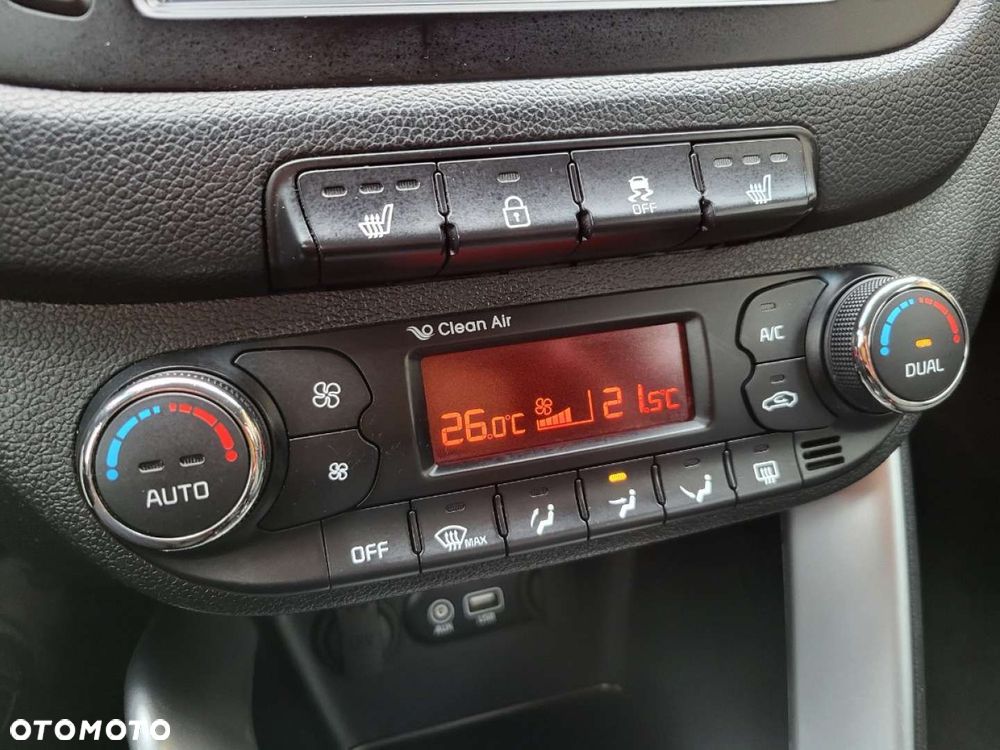 OFF
Clean Air
A/C
DUAL
26.0°C
21.5°C
AUTO
OFF
MAX
AUX
USB
OTOMOTO